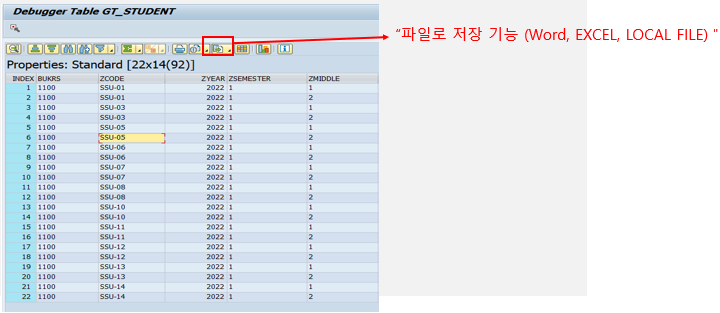 Debugger Table GT_STUDENT
"파일로 저장 기능 (Word, EXCEL, LOCAL FILE) "
Properties: Standard [22x14(92)]
INDEX BUKRS ZCODE ZYEAR ZSEMESTER ZMIDDLE
1 1100 SSU-01 2022 1 1
2 1100 SSU-01 2022 1 2
3 1100 SSU-03 2022 1 1
4 1100 SSU-03 2022 1 2
5 1100 SSU-05 2022 1 1
6 1100 SSU-05 2022 1 2
7 1100 SSU-06 2022 1 1
8 1100 SSU-06 2022 1 2
9 1100 SSU-07 2022 1 1
10 1100 SSU-07 2022 1 2
11 1100 SSU-08 2022 1 1
12 1100 SSU-08 2022 1 2
13 1100 SSU-10 2022 1 1
14 1100 SSU-10 2022 1 2
15 1100 SSU-11 2022 1 1
16 1100 SSU-11 2022 1 2
17 1100 SSU-12 2022 1 1
18 1100 SSU-12 2022 1 2
19 1100 SSU-13 2022 1 1
20 1100 SSU-13 2022 1 2
21 1100 SSU-14 2022 1 1
22 1100 SSU-14 2022 1 2